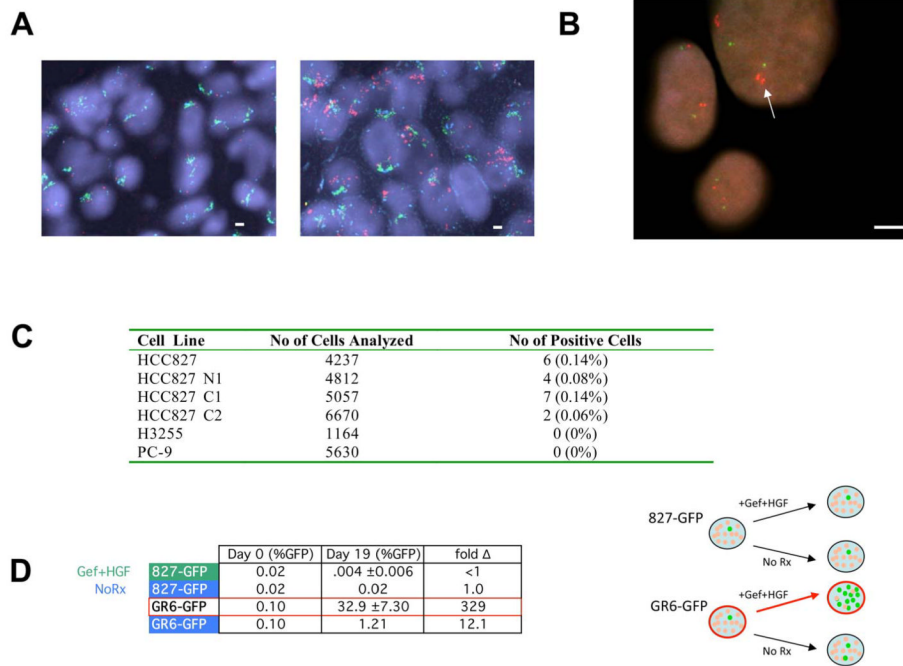 A
B
C
Cell Line No of Cells Analyzed No of Positive Cells
HCC827 4237 6 (0.14%)
HCC827 N1 4812 4 (0.08%)
HCC827 C1 5057 7 (0.14%)
HCC827 C2 6670 2 (0.06%)
H3255 1164 0 (0%)
PC-9 5630 0 (0%)
D
Day 0 (%GFP) Day 19 (%GFP) fold Δ
Gef+HGF 827-GFP 0.02 .004 ±0.006 <1
NoRx 827-GFP 0.02 0.02 1.0
GR6-GFP 0.10 32.9 ±7.30 329
GR6-GFP 0.10 1.21 12.1
827-GFP
+Gef+HGF
No Rx
GR6-GFP
+Gef+HGF
No Rx